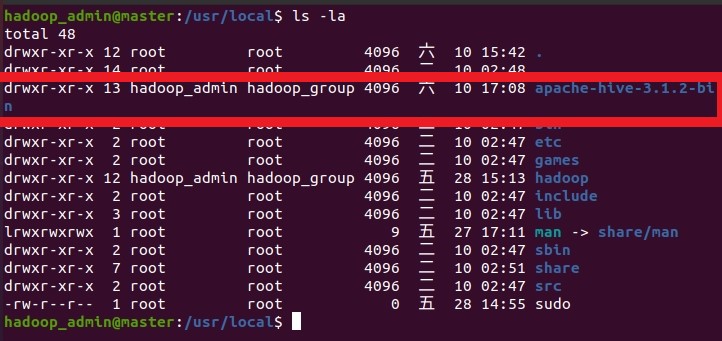 hadoop_admin@master:/usr/local$ ls -la
total 48
drwxr-xr-x 12 root         root         4096  六  10 15:42 .
drwxr-xr-x 14 root         root         4096  二  10 02:48
drwxr-xr-x 13 hadoop_admin hadoop_group 4096  六  10 17:08 apache-hive-3.1.2-bi
n
drwxr-xr-x  2 root         root         4096  二  10 02:47 bin
drwxr-xr-x  2 root         root         4096  二  10 02:47 etc
drwxr-xr-x  2 root         root         4096  二  10 02:47 games
drwxr-xr-x 12 hadoop_admin hadoop_group 4096  五  28 15:13 hadoop
drwxr-xr-x  2 root         root         4096  二  10 02:47 include
drwxr-xr-x  3 root         root         4096  二  10 02:47 lib
lrwxrwxrwx  1 root         root            9  五  27 17:11 man -> share/man
drwxr-xr-x  2 root         root         4096  二  10 02:47 sbin
drwxr-xr-x  7 root         root         4096  二  10 02:51 share
drwxr-xr-x  2 root         root         4096  二  10 02:47 src
-rw-r--r--  1 root         root            0  五  28 14:55 sudo
hadoop_admin@master:/usr/local$